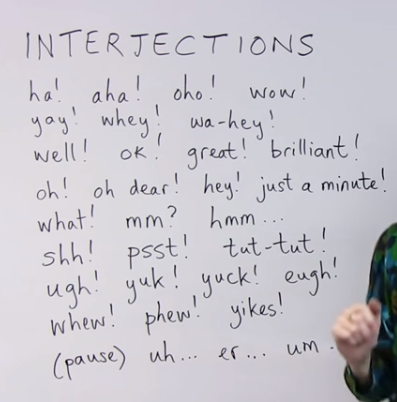 INTERJECTIONS
ha! aha! oho! wow!
yay! whey! wa-hey!
well! ok! great! brilliant!
oh! oh dear! hey! just a minute!
what! mm? hmm...
shh! psst! tut-tut!
ugh! yuk! yuck! eugh!
whew! phew! yikes!
(pause) uh... er... um.